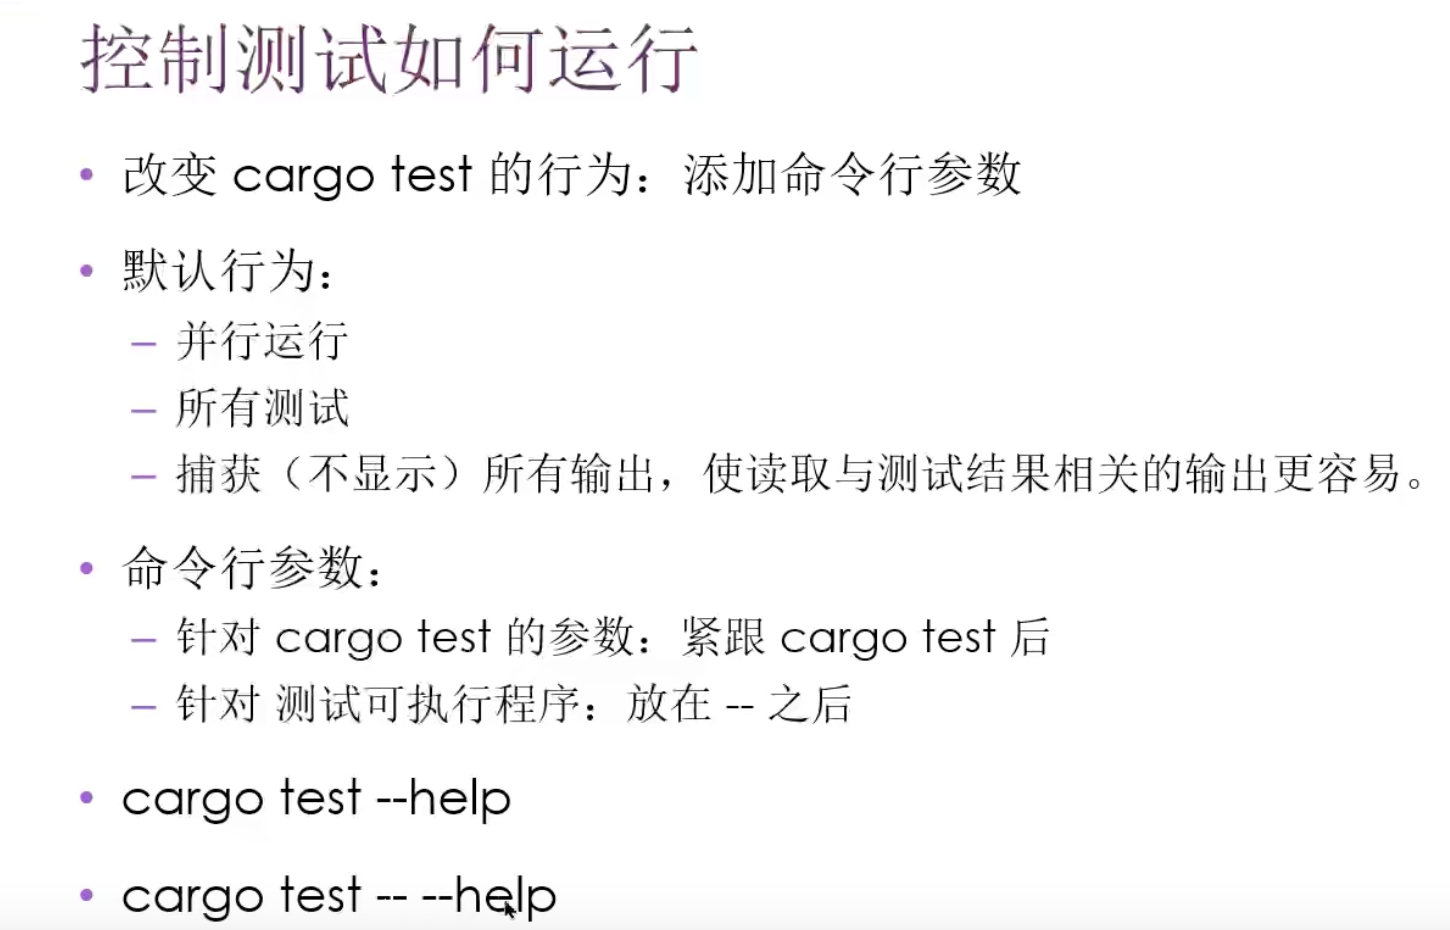 控制测试如何运行
• 改变 cargo test 的行为：添加命令行参数
• 默认行为：
– 并行运行
– 所有测试
– 捕获（不显示）所有输出，使读取与测试结果相关的输出更容易。
• 命令行参数：
– 针对 cargo test 的参数：紧跟 cargo test 后
– 针对 测试可执行程序：放在 -- 之后
• cargo test --help
• cargo test -- --help